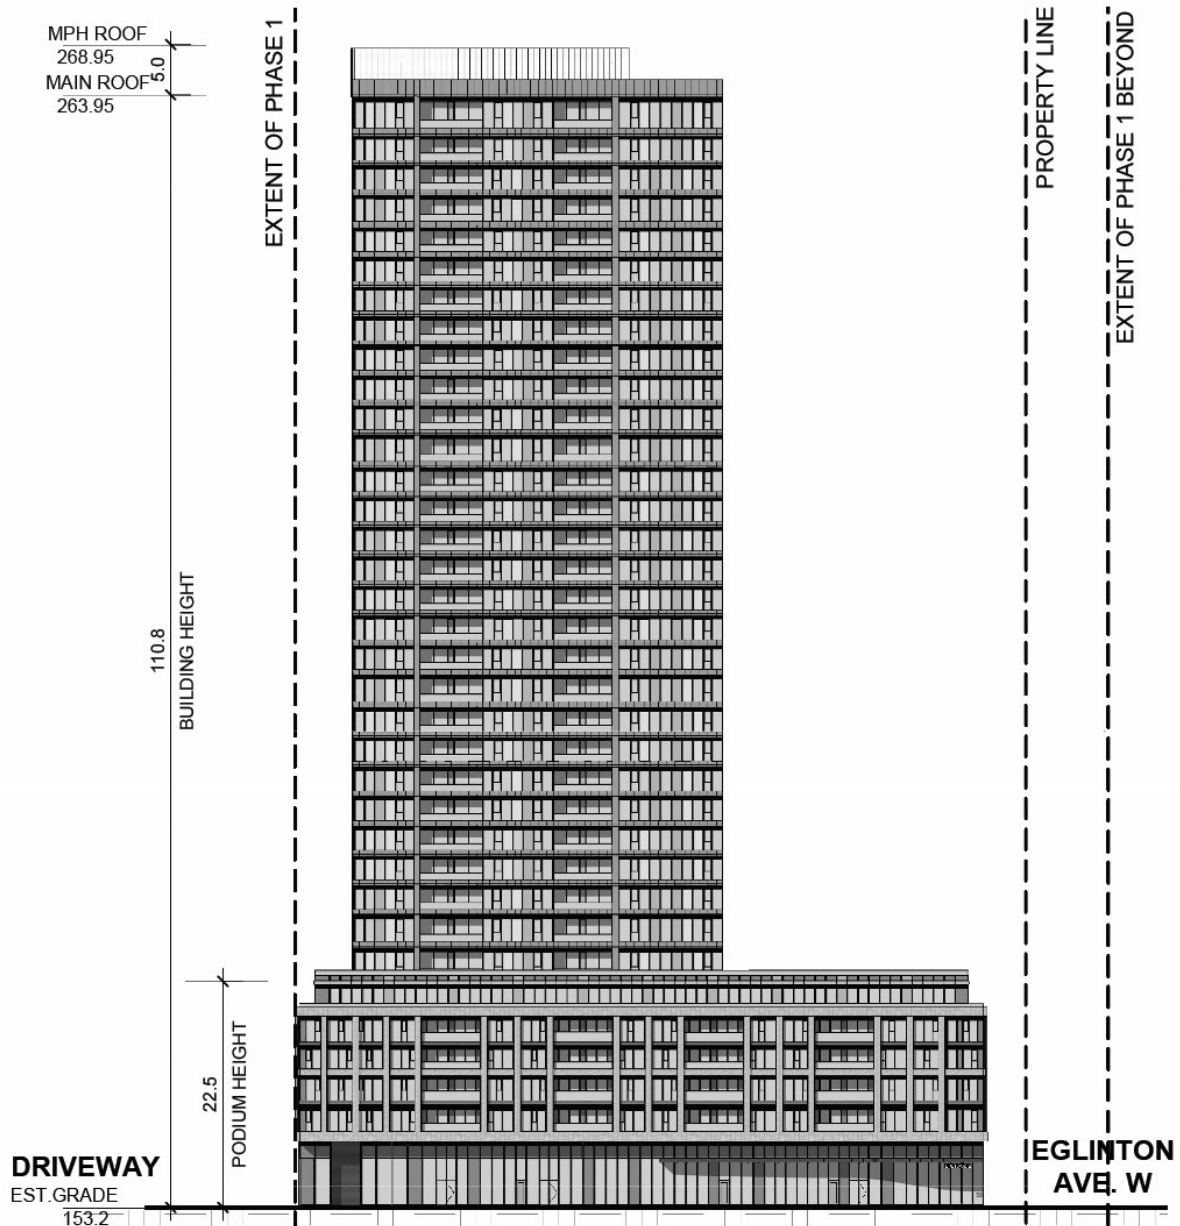 MPH ROOF
268.95
5.0
MAIN ROOF
263.95
EXTENT OF PHASE 1
PROPERTY LINE
EXTENT OF PHASE 1 BEYOND
110.8
BUILDING HEIGHT
22.5
PODIUM HEIGHT
DRIVEWAY
EST.GRADE
153.2
EGLINTON
AVE. W